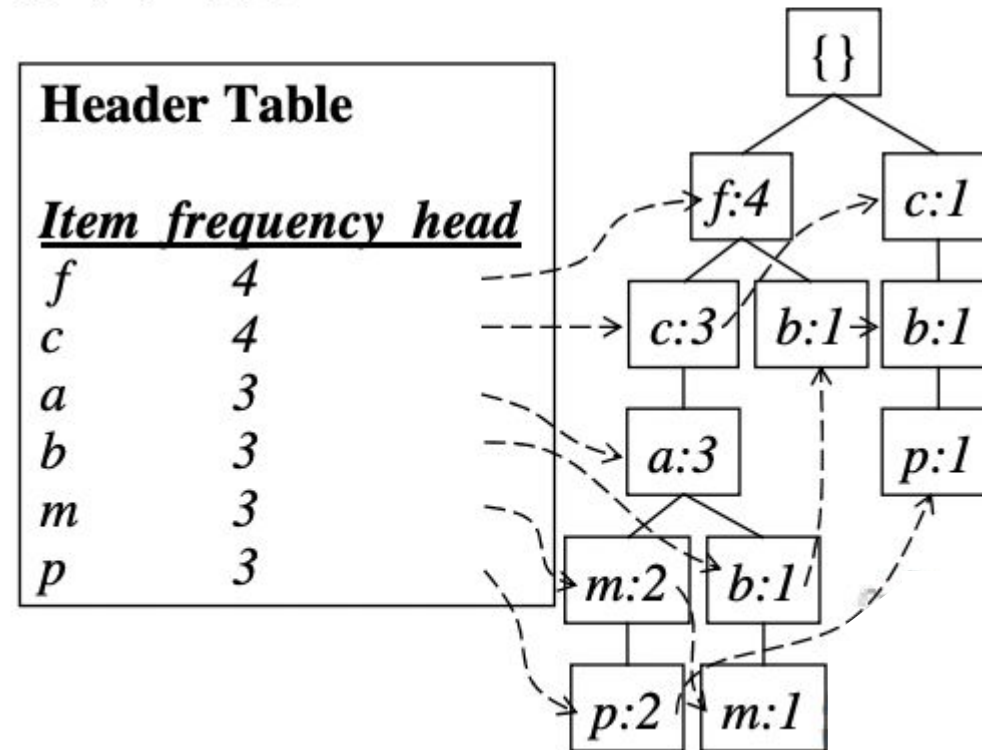 Header Table
Item frequency head
f 4
c 4
a 3
b 3
m 3
p 3
{}
f:4 c:1
c:3 b:1 b:1
a:3 p:1
m:2 b:1
p:2 m:1